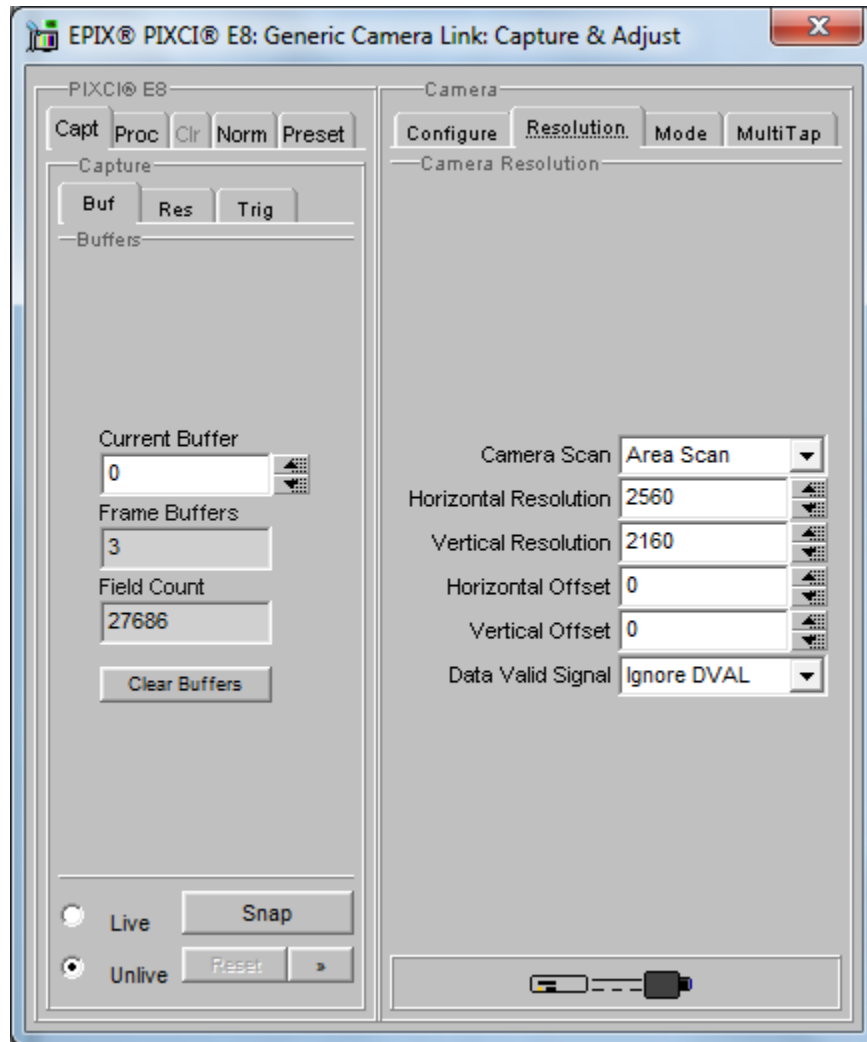 EPIX® PIXCI® E8: Generic Camera Link: Capture & Adjust
PIXCI® E8
Capt Proc Clr Norm Preset
Capture
Buf Res Trig
Buffers
Current Buffer
0
Frame Buffers
3
Field Count
27686
Clear Buffers
Live Snap
Unlive Reset »
Camera
Configure Resolution Mode MultiTap
Camera Resolution
Camera Scan Area Scan
Horizontal Resolution 2560
Vertical Resolution 2160
Horizontal Offset 0
Vertical Offset 0
Data Valid Signal Ignore DVAL